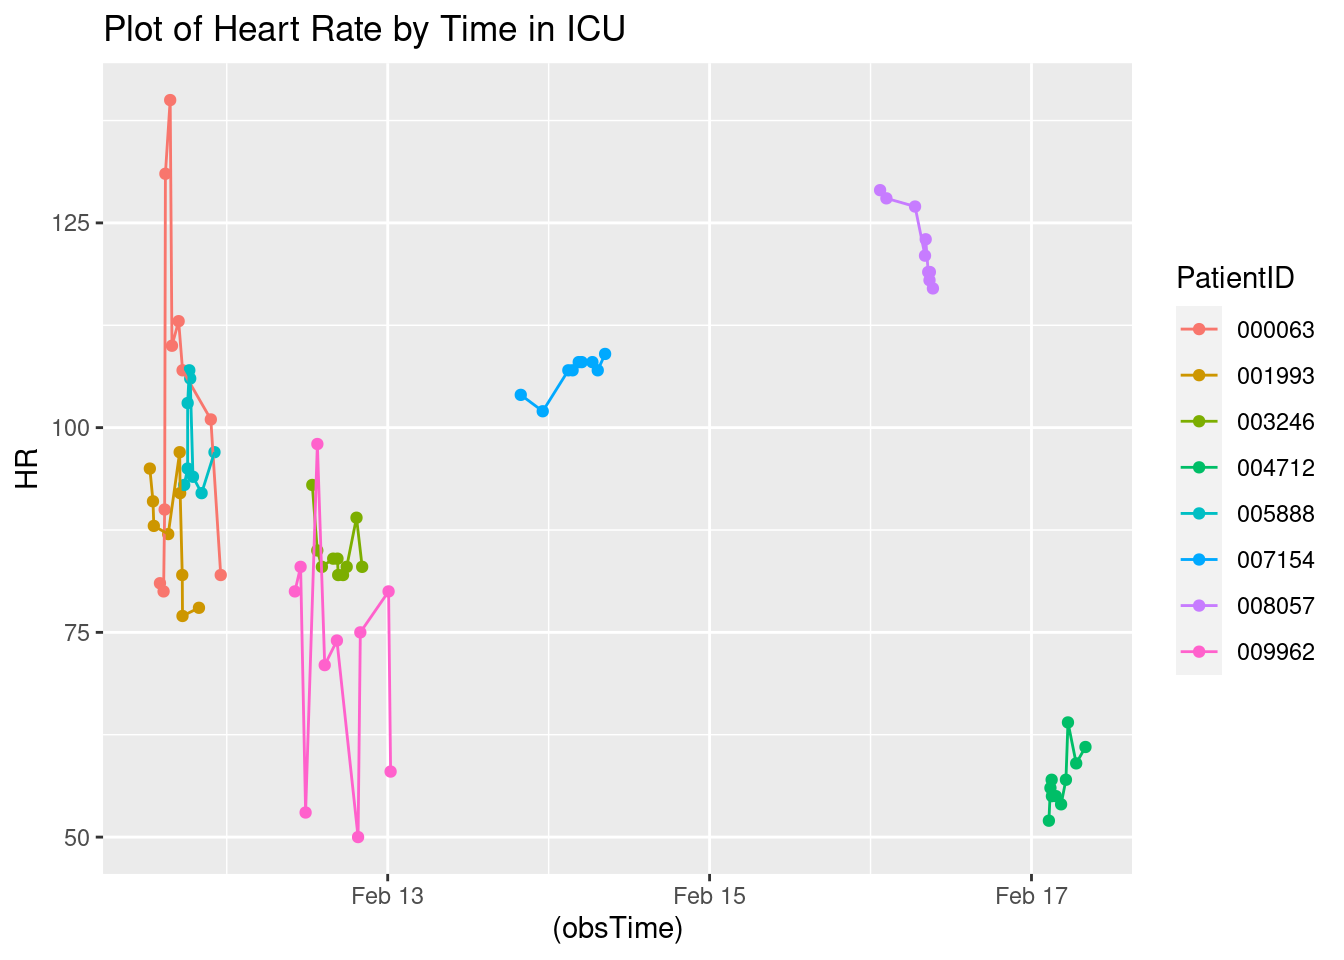 Plot of Heart Rate by Time in ICU
125
100
75
50
HR
Feb 13
Feb 15
Feb 17
(obsTime)
PatientID
000063
001993
003246
004712
005888
007154
008057
009962